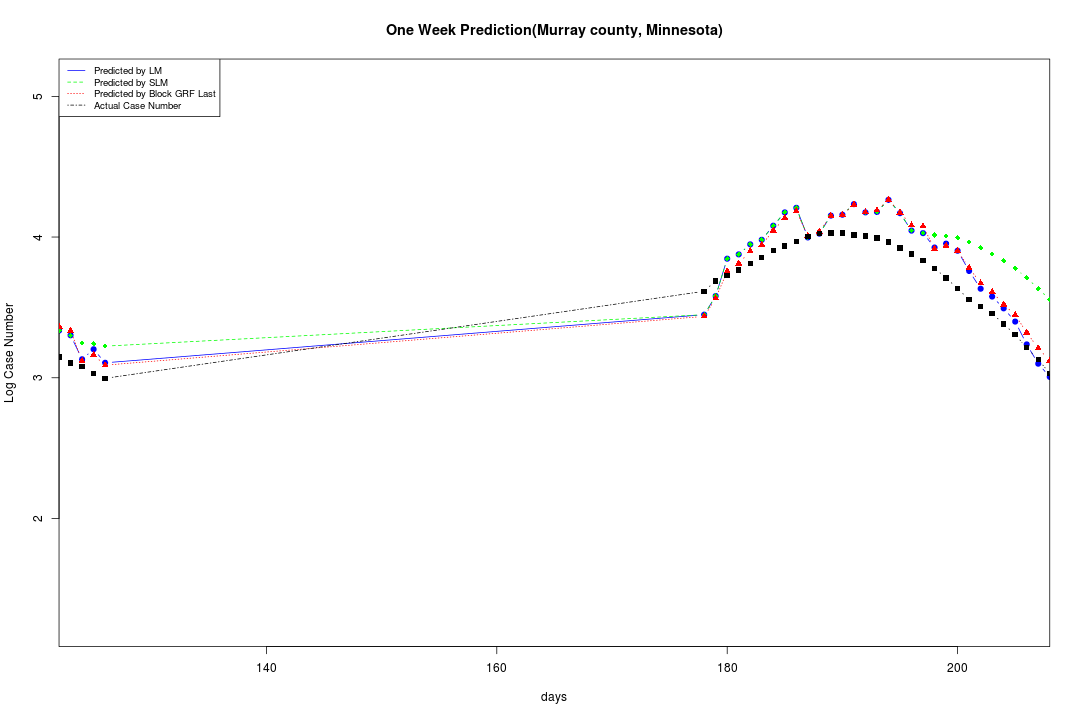 One Week Prediction(Murray county, Minnesota)
Predicted by LM
Predicted by SLM
Predicted by Block GRF Last
Actual Case Number
5
4
3
2
Log Case Number
140 160 180 200
days